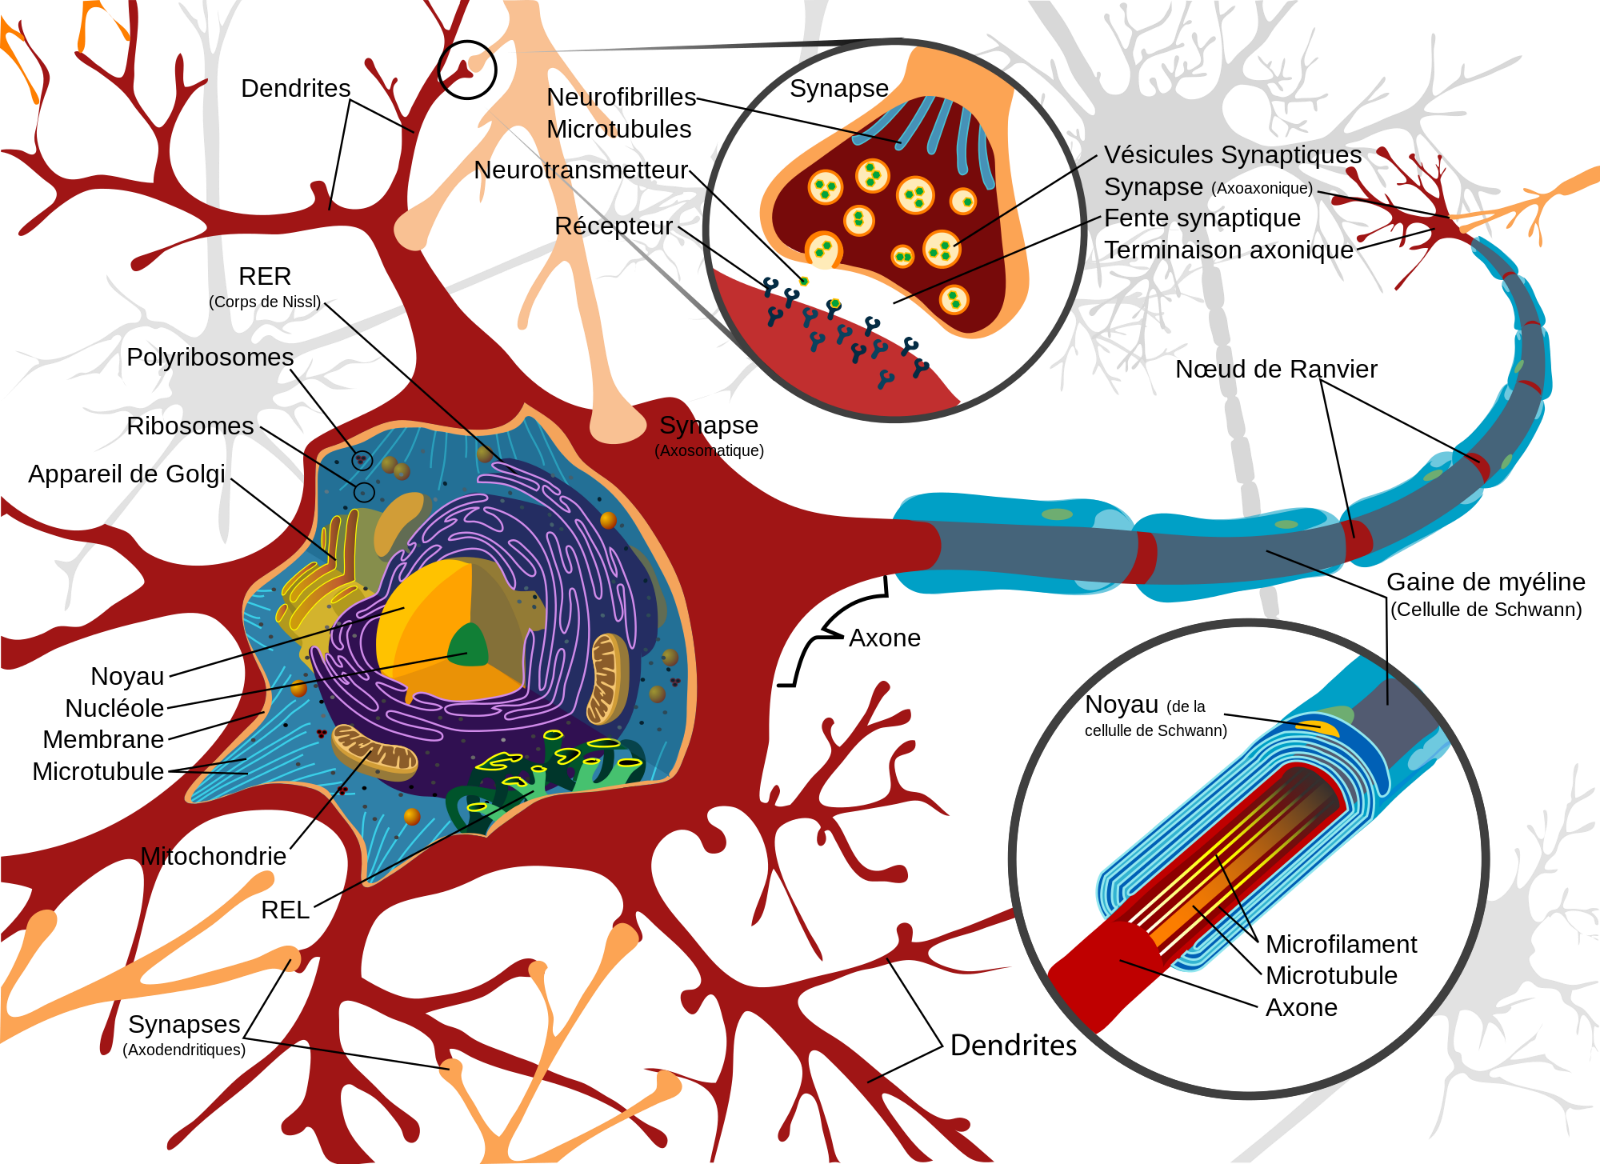 Dendrites
Neurofibrilles
Microtubules
Neurotransmetteur
Récepteur
Synapse
Vésicules Synaptiques
Synapse (Axoaxonique)
Fente synaptique
Terminaison axonique
RER
(Corps de Nissl)
Polyribosomes
Ribosomes
Appareil de Golgi
Synapse
(Axosomatique)
Nœud de Ranvier
Gaine de myéline
(Cellulle de Schwann)
Axone
Noyau
Nucléole
Membrane
Microtubule
Mitochondrie
REL
Synapses
(Axodendritiques)
Dendrites
Noyau (de la
cellulle de Schwann)
Microfilament
Microtubule
Axone